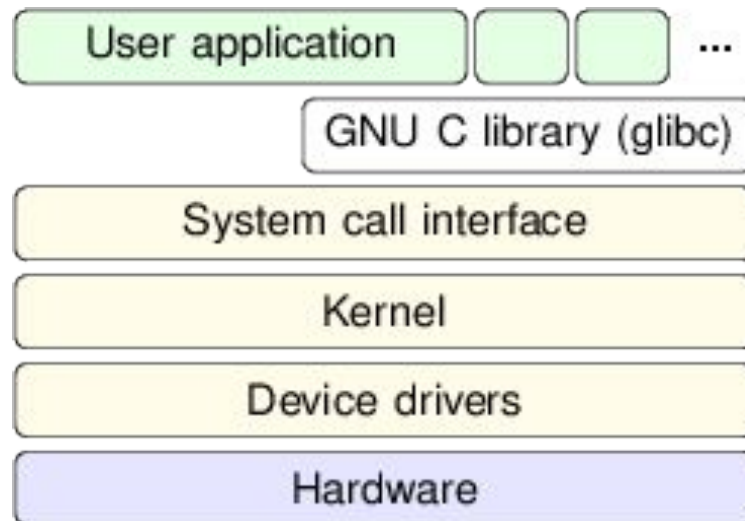 User application ...
GNU C library (glibc)
System call interface
Kernel
Device drivers
Hardware